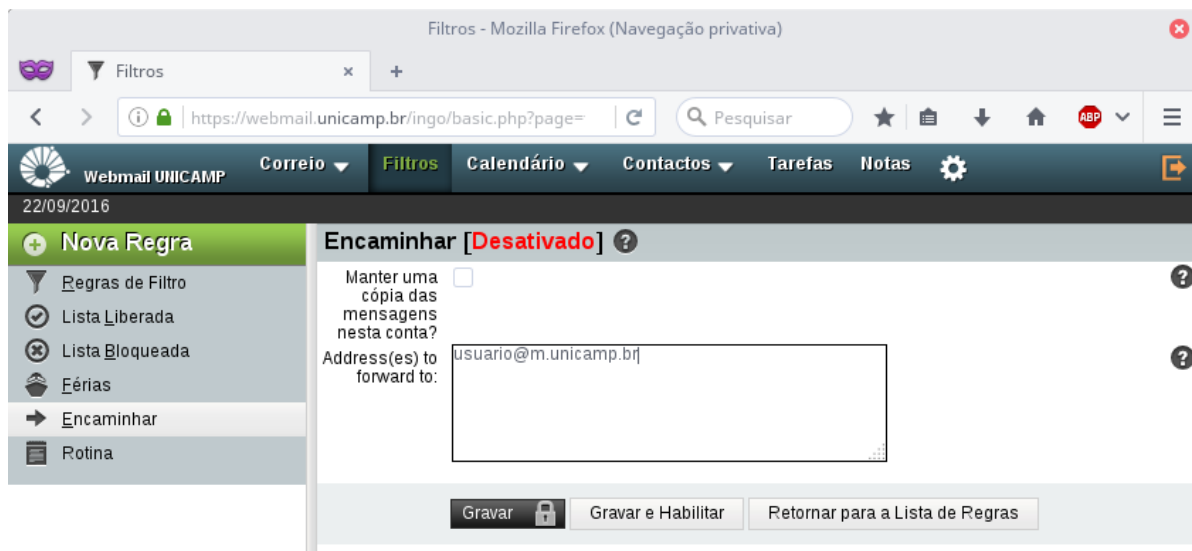 Filtros - Mozilla Firefox (Navegação privativa)
Filtros × +
https://webmail.unicamp.br/ingo/basic.php?page= Pesquisar ABP
Webmail UNICAMP Correio Filtros Calendário Contactos Tarefas Notas
22/09/2016
Nova Regra
Regras de Filtro
Lista Liberada
Lista Bloqueada
Férias
Encaminhar
Rotina
Encaminhar [Desativado] ?
Manter uma
cópia das
mensagens
nesta conta?
?
Address(es) to
forward to:
usuario@m.unicamp.br
?
Gravar Gravar e Habilitar Retornar para a Lista de Regras